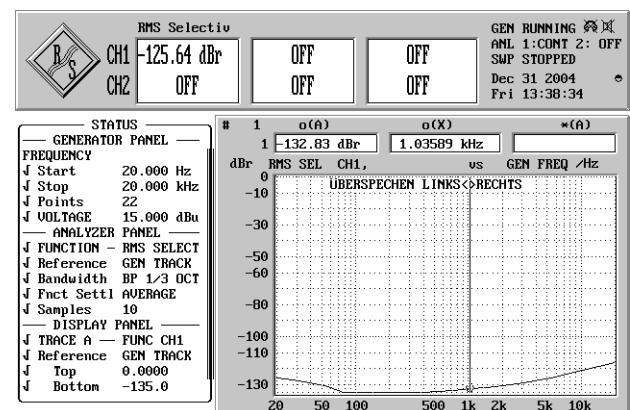 RMS Selectiv
GEN RUNNING
R S CH1 -125.64 dBr OFF OFF
ANL 1:CONT 2: OFF
SWP STOPPED
CH2 OFF OFF OFF
Dec 31 2004
Fri 13:38:34
STATUS
GENERATOR PANEL
FREQUENCY
Start 20.000 Hz
Stop 20.000 kHz
Points 22
VOLTAGE 15.000 dBu
ANALYZER PANEL
FUNCTION - RMS SELECT
Reference GEN TRACK
Bandwidth BP 1/3 OCT
Fnct Settl AVERAGE
Samples 10
DISPLAY PANEL
TRACE A — FUNC CH1
Reference GEN TRACK
Top 0.0000
Bottom -135.0
# 1 o(A) o(X) *(A)
1 -132.83 dBr 1.03589 kHz
dBr RMS SEL CH1, vs GEN FREQ /Hz
ÜBERSPECHEN LINKS<>RECHTS
0
-10
-30
-50
-60
-80
-100
-110
-130
20 50 100 500 1k 2k 5k 10k